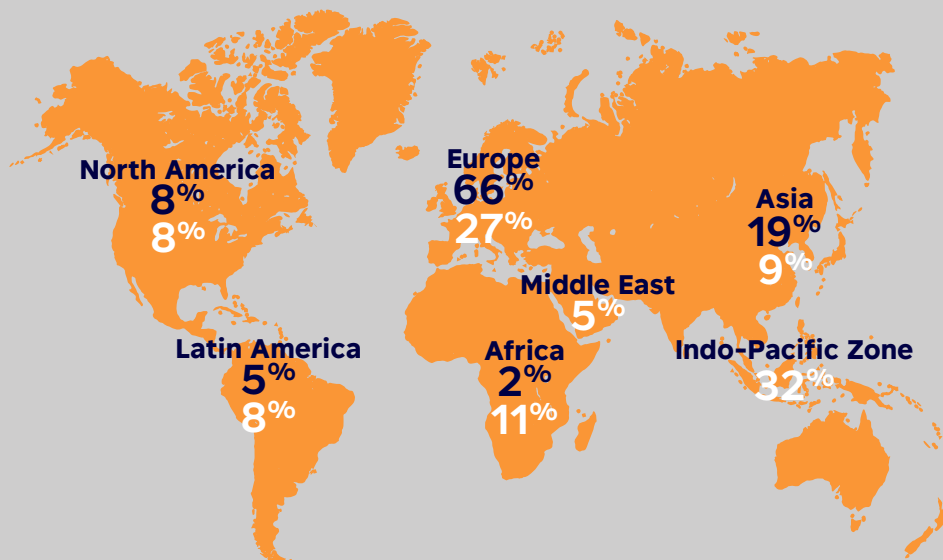 North America
8%
8%
Europe
66%
27%
Asia
19%
9%
Middle East
5%
Latin America
5%
8%
Africa
2%
11%
Indo-Pacific Zone
32%